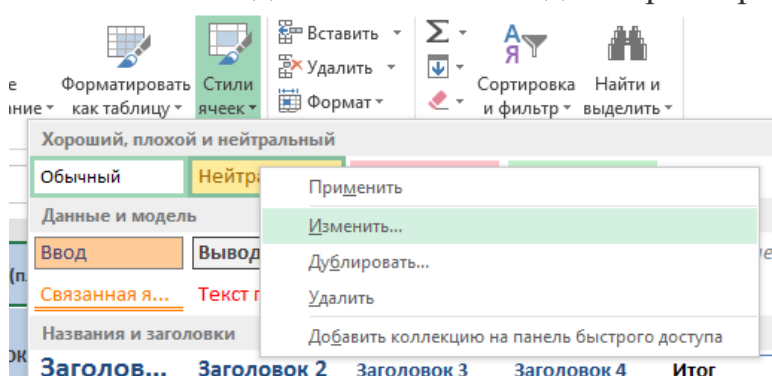 Вставить
Удалить
Формат
Форматировать
как таблицу
Стили
ячеек
Сортировка
и фильтр
Найти и
выделить
Хороший, плохой и нейтральный
Обычный
Применить
Изменить...
Дублировать...
Удалить
Добавить коллекцию на панель быстрого доступа
Данные и модель
Ввод
Вывод
Связанная я...
Текст
Названия и заголовки
Заголов...
Заголовок 2
Заголовок 3
Заголовок 4
Итог